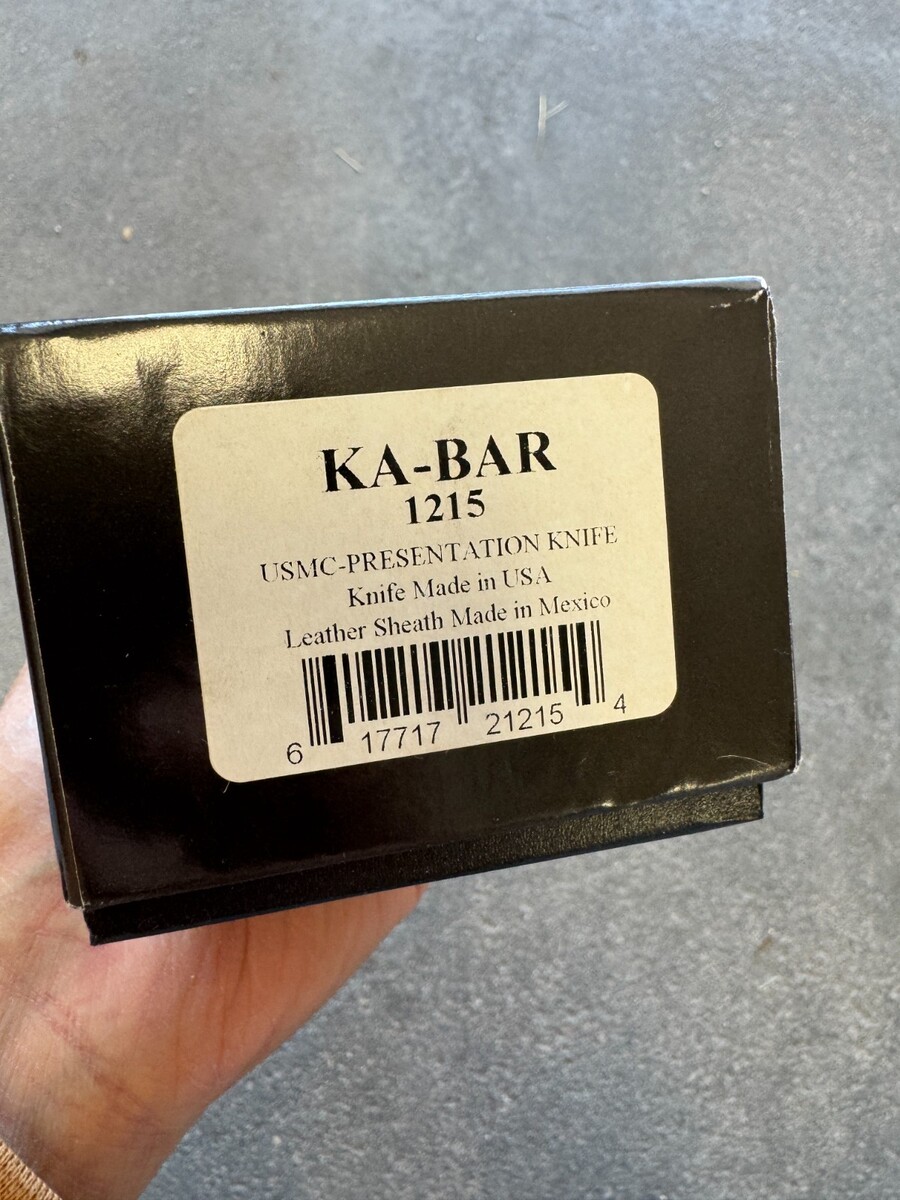 KA-BAR
1215
USMC-PRESENTATION KNIFE
Knife Made in USA
Leather Sheath Made in Mexico
6 17717 21215 4